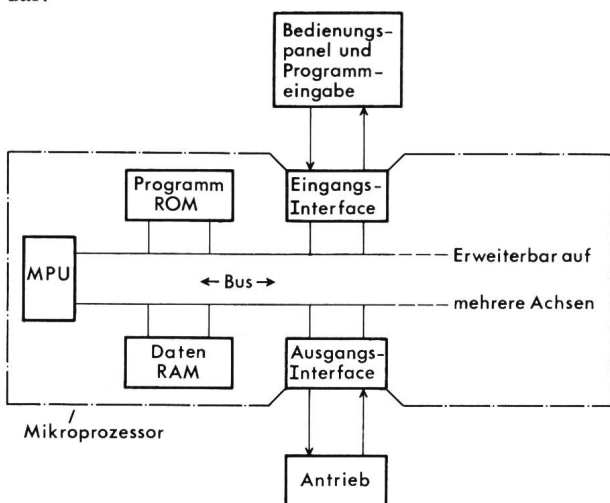 aus.
Bedienungs-
panel und
Programm-
eingabe
Programm
ROM
Eingangs-
Interface
MPU
Erweiterbar auf
← Bus →
mehrere Achsen
Daten
RAM
Ausgangs-
Interface
Mikroprozessor
Antrieb